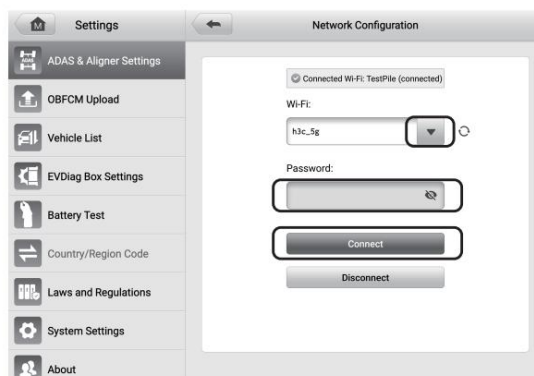 Settings
Network Configuration
ADAS
ADAS & Aligner Settings
OBFCM Upload
Vehicle List
EVDiag Box Settings
Battery Test
Country/Region Code
Laws and Regulations
System Settings
About
Connected Wi-Fi: TestPile (connected)
Wi-Fi:
h3c_5g
Password:
Connect
Disconnect
M